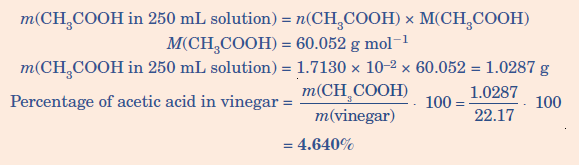 m(CH₃COOH in 250 mL solution) = n(CH₃COOH) × M(CH₃COOH)
M(CH₃COOH) = 60.052 g mol⁻¹
m(CH₃COOH in 250 mL solution) = 1.7130 × 10⁻² × 60.052 = 1.0287 g
Percentage of acetic acid in vinegar = m(CH₃COOH) / m(vinegar) · 100 = 1.0287 / 22.17 · 100
= 4.640%